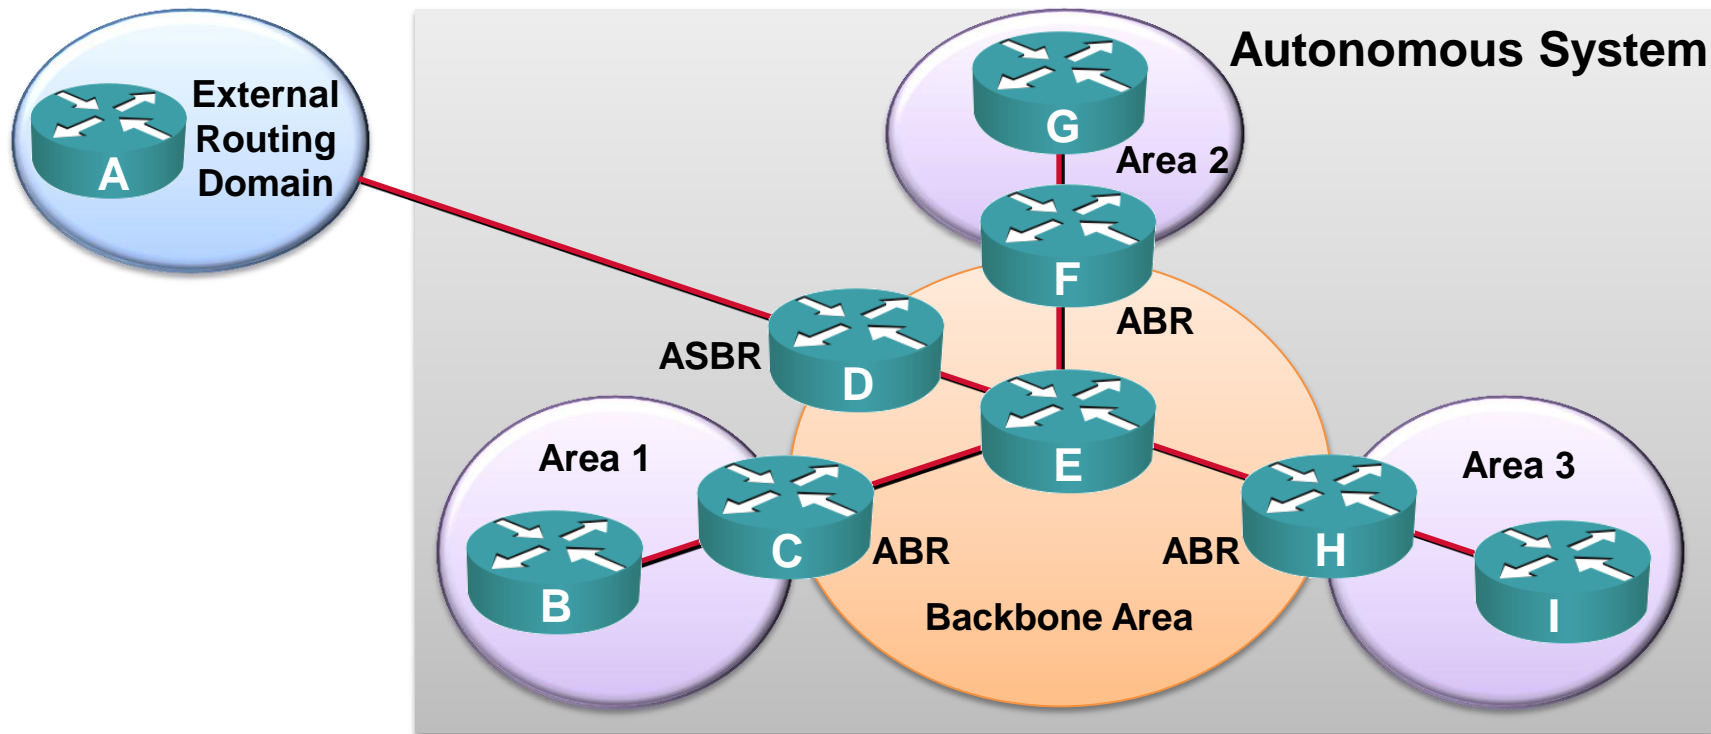 Autonomous System
External
Routing
Domain
A
G
Area 2
F
ABR
ASBR
D
E
Area 1
C
ABR
B
Area 3
H
ABR
I
Backbone Area